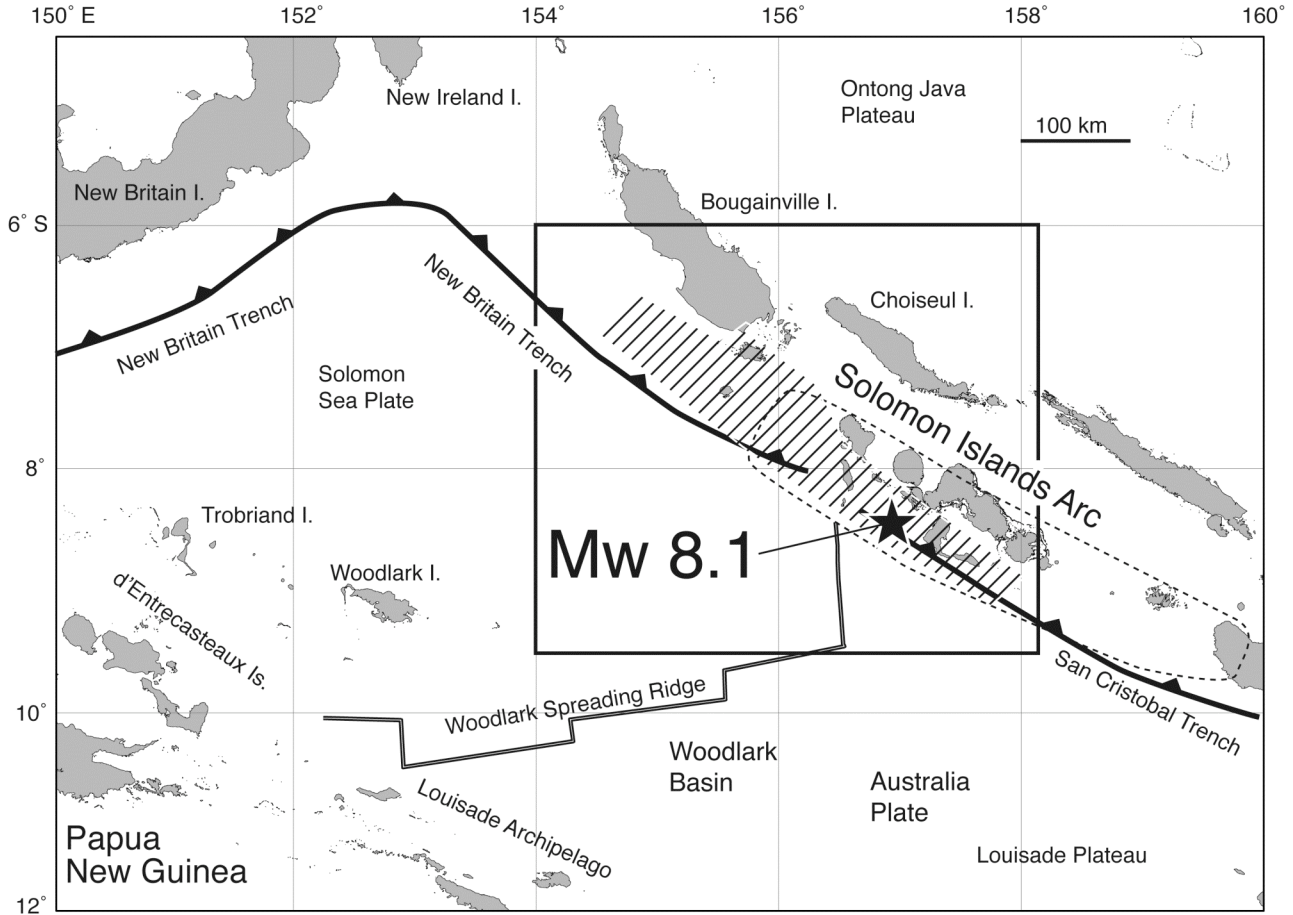 150° E
152°
154°
156°
158°
160°
New Ireland I.
Ontong Java
Plateau
100 km
New Britain I.
Bougainville I.
6° S
New Britain Trench
New Britain Trench
Choiseul I.
Solomon
Sea Plate
Solomon Islands Arc
8°
Trobriand I.
Mw 8.1
Woodlark I.
d'Entrecasteaux Is.
San Cristobal Trench
Woodlark Spreading Ridge
10°
Woodlark
Basin
Australia
Plate
Louisade Archipelago
Papua
New Guinea
Louisade Plateau
12°